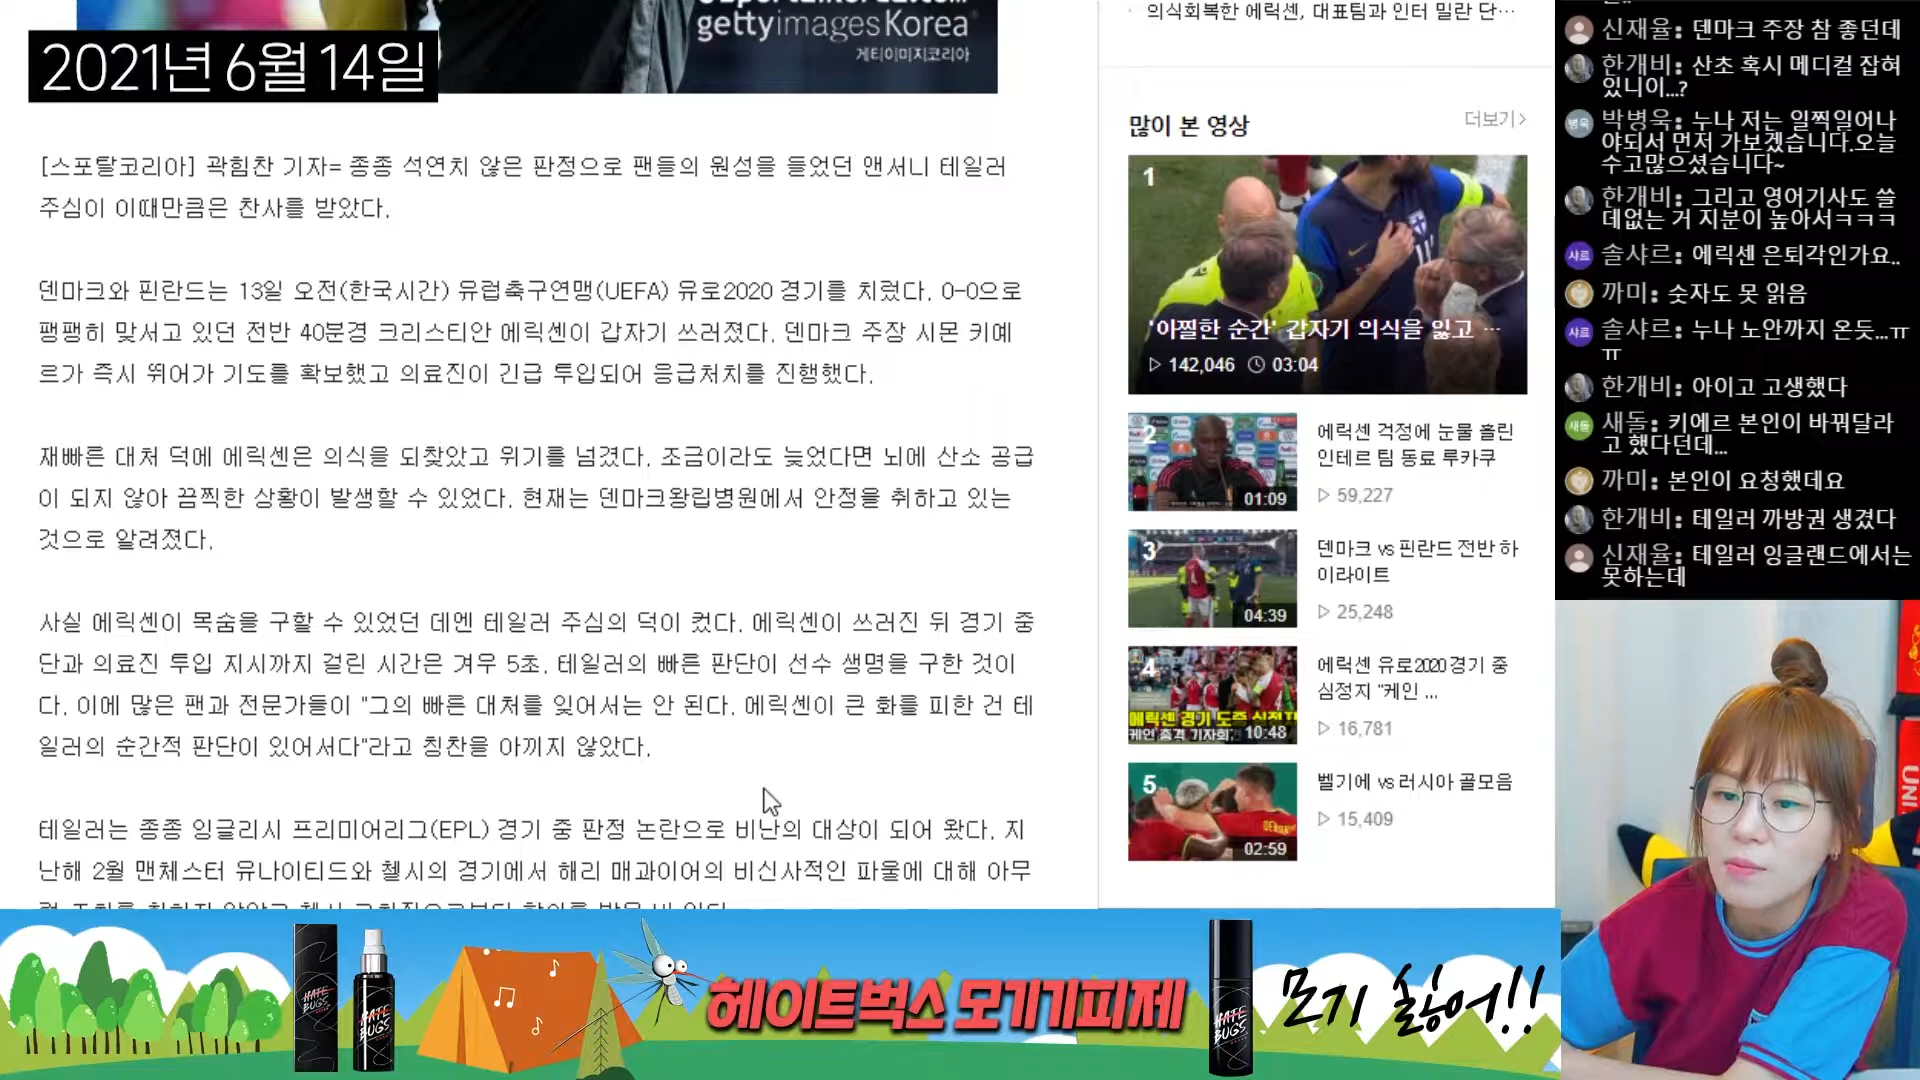 gettyimagesKorea
게티이미지코리아
2021년 6월 14일
[스포탈코리아] 곽힘찬 기자= 종종 석연치 않은 판정으로 팬들의 원성을 들었던 앤서니 테일러
주심이 이때만큼은 찬사를 받았다.
덴마크와 핀란드는 13일 오전(한국시간) 유럽축구연맹(UEFA) 유로2020 경기를 치렀다. 0-0으로
팽팽히 맞서고 있던 전반 40분경 크리스티안 에릭센이 갑자기 쓰러졌다. 덴마크 주장 시몬 키예
르가 즉시 뛰어가 기도를 확보했고 의료진이 긴급 투입되어 응급처치를 진행했다.
재빠른 대처 덕에 에릭센은 의식을 되찾았고 위기를 넘겼다. 조금이라도 늦었다면 뇌에 산소 공급
이 되지 않아 끔찍한 상황이 발생할 수 있었다. 현재는 덴마크왕립병원에서 안정을 취하고 있는
것으로 알려졌다.
사실 에릭센이 목숨을 구할 수 있었던 데엔 테일러 주심의 덕이 컸다. 에릭센이 쓰러진 뒤 경기 중
단과 의료진 투입 지시까지 걸린 시간은 겨우 5초. 테일러의 빠른 판단이 선수 생명을 구한 것이
다. 이에 많은 팬과 전문가들이 "그의 빠른 대처를 잊어서는 안 된다. 에릭센이 큰 화를 피한 건 테
일러의 순간적 판단이 있어서다"라고 칭찬을 아끼지 않았다.
테일러는 종종 잉글리시 프리미어리그(EPL) 경기 중 판정 논란으로 비난의 대상이 되어 왔다. 지
난해 2월 맨체스터 유나이티드와 첼시의 경기에서 해리 매과이어의 비신사적인 파울에 대해 아무
의식회복한 에릭센, 대표팀과 인터 밀란 단…
많이 본 영상
더보기 >
1
'아찔한 순간' 갑자기 의식을 잃고 …
142,046 03:04
2
01:09
에릭센 걱정에 눈물 흘린
인테르 팀 동료 루카쿠
59,227
3
04:39
덴마크 vs 핀란드 전반 하
이라이트
25,248
4
에릭센 경기 도중 심정지
케인 충격 기자회견
10:48
에릭센 유로2020 경기 중
심정지 "케인 ...
16,781
5
02:59
벨기에 vs 러시아 골모음
15,409
신재율: 덴마크 주장 참 좋던데
한개비: 산초 혹시 메디컬 잡혀
있니이...?
병욱
박병욱: 누나 저는 일찍일어나
야되서 먼저 가보겠습니다.오늘
수고많으셨습니다~
한개비: 그리고 영어기사도 쓸
데없는 거 지분이 높아서ㅋㅋㅋ
샤르
솔샤르: 에릭센 은퇴각인가요..
까미: 숫자도 못 읽음
샤르
솔샤르: 누나 노안까지 온듯...ㅠ
ㅠ
한개비: 아이고 고생했다
새돌
새돌: 키예르 본인이 바꿔달라
고 했다던데...
까미: 본인이 요청했데요
한개비: 테일러 까방권 생겼다
신재율: 테일러 잉글랜드에서는
못하는데
UNI
HATE
BUGS
HATE
BUGS
헤이트벅스 모기기피제
HATE
BUGS
모기 싫어!!